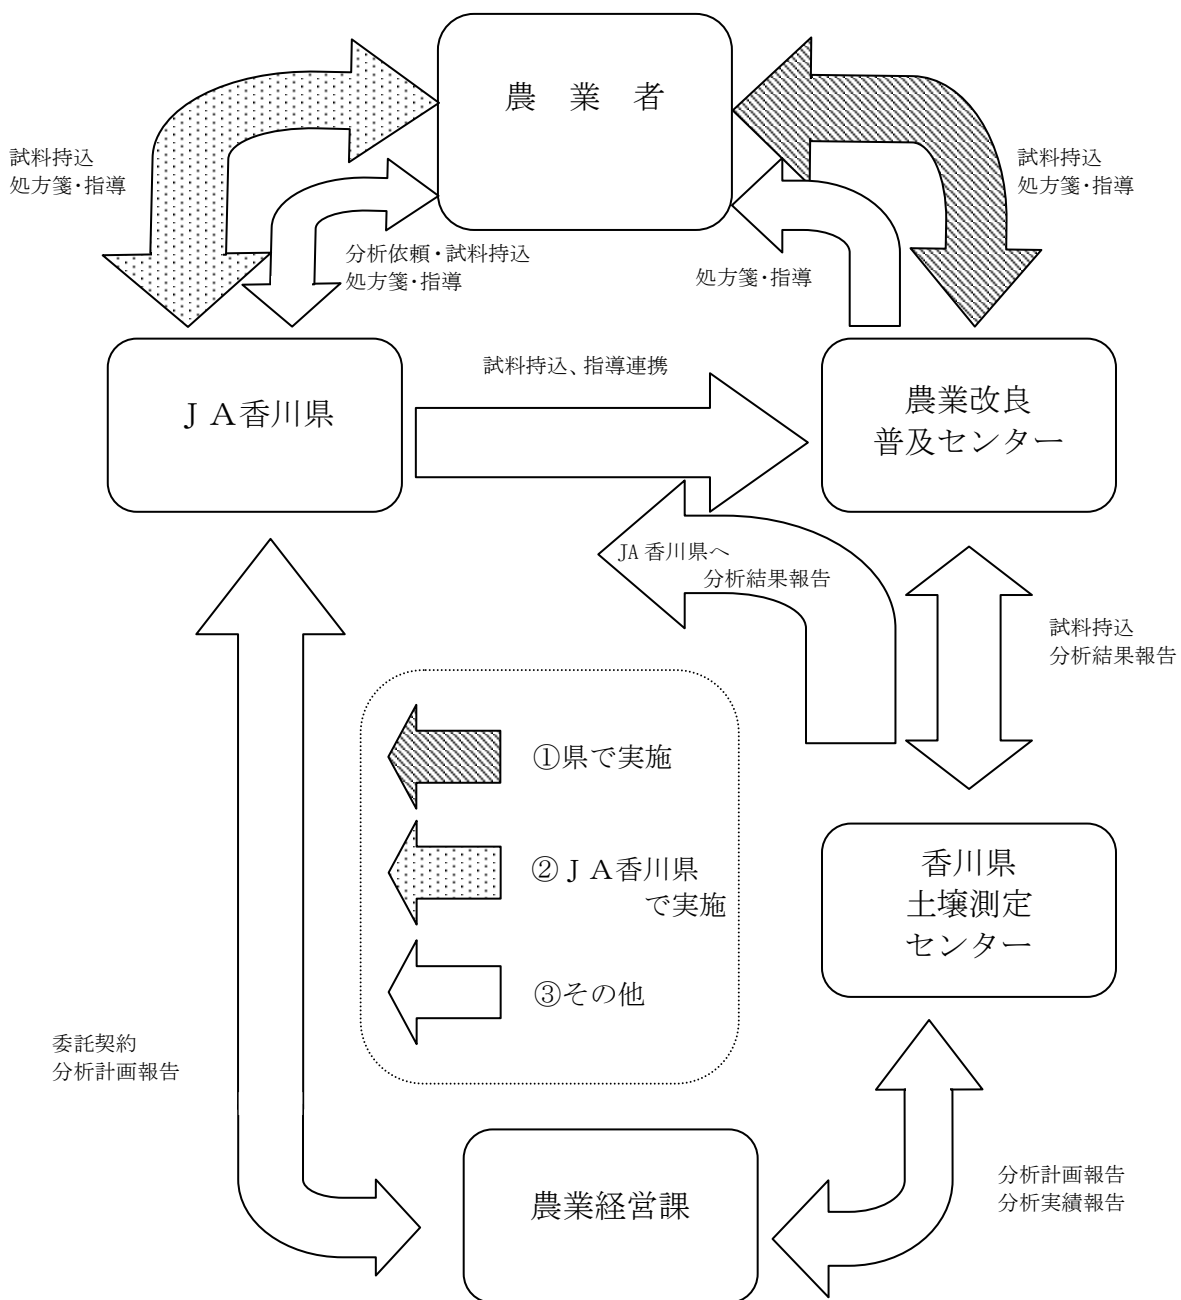 農　業　者
試料持込
処方箋・指導
試料持込
処方箋・指導
分析依頼・試料持込
処方箋・指導
処方箋・指導
ＪＡ香川県
試料持込、指導連携
農業改良
普及センター
JA 香川県へ
分析結果報告
試料持込
分析結果報告
①県で実施
②ＪＡ香川県
で実施
③その他
香川県
土壌測定
センター
委託契約
分析計画報告
農業経営課
分析計画報告
分析実績報告